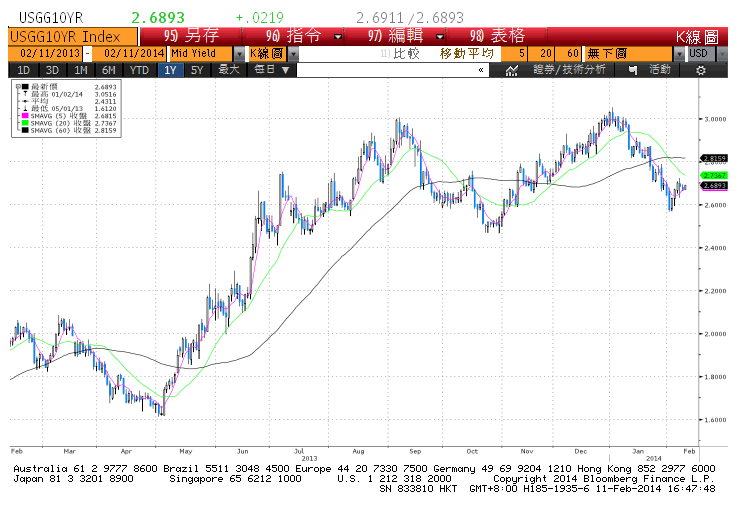 USGG10YR 2.6893 +.0219 2.6911/2.6893
USGG10YR Index 95) 另存 96) 指令 97) 編輯 98) 表格 K線圖
02/11/2013 - 02/11/2014 Mid Yield K線圖 比較 移動平均 5 20 60 無下圖 USD
1D 3D 1M 6M YTD 1Y 5Y 最大 每日 ▼ « 證券/技術分析 活動
最新價 2.6893
最高 01/02/14 3.0516
平均 2.4311
最低 05/01/13 1.6120
SMAVG (5) 收盤 2.6815
SMAVG (20) 收盤 2.7367
SMAVG (60) 收盤 2.8159
3.0000
2.8159
2.7367
2.6893
2.6000
2.4000
2.2000
2.0000
1.8000
1.6000
Feb Mar Apr May Jun Jul Aug Sep Oct Nov Dec Jan Feb
2013 2014
Australia 61 2 9777 8600 Brazil 5511 3048 4500 Europe 44 20 7330 7500 Germany 49 69 9204 1210 Hong Kong 852 2977 6000
Japan 81 3 3201 8900 Singapore 65 6212 1000 U.S. 1 212 318 2000 Copyright 2014 Bloomberg Finance L.P.
SN 833810 HKT GMT+8:00 H185-1935-6 11-Feb-2014 16:47:48